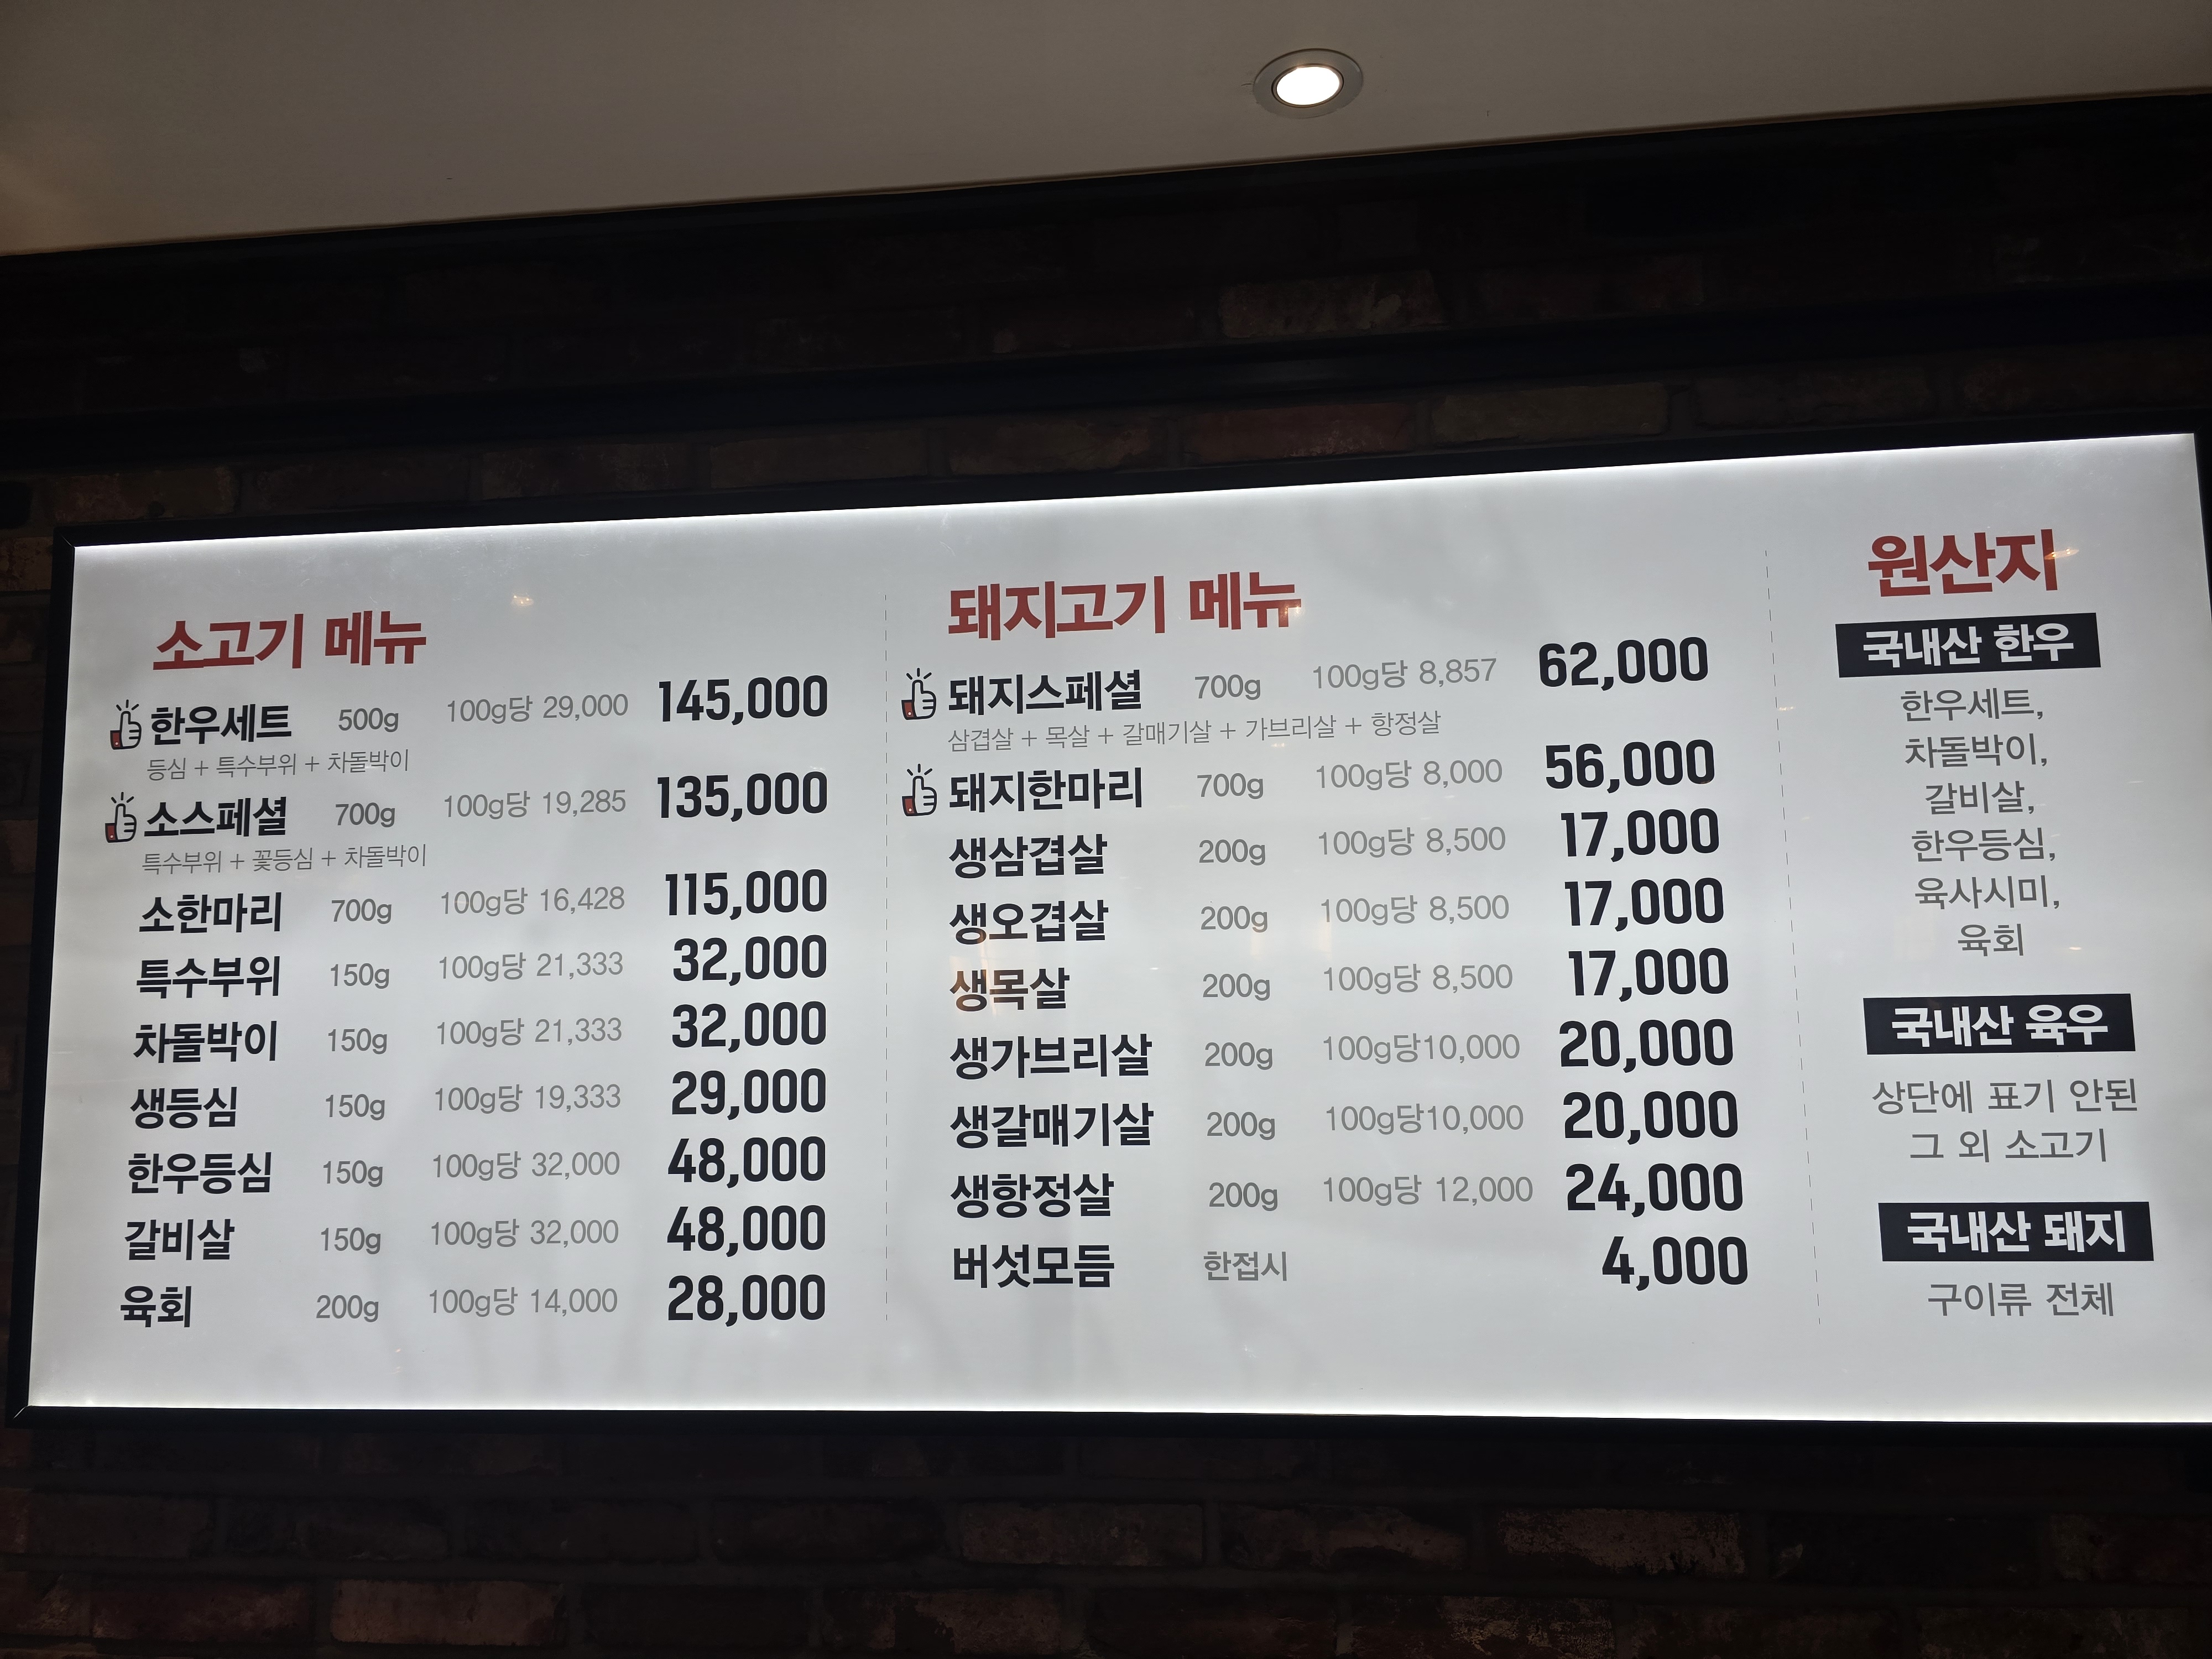 소고기 메뉴
한우세트 500g 100g당 29,000 145,000
등심 + 특수부위 + 차돌박이
소스페셜 700g 100g당 19,285 135,000
특수부위 + 꽃등심 + 차돌박이
소한마리 700g 100g당 16,428 115,000
특수부위 150g 100g당 21,333 32,000
차돌박이 150g 100g당 21,333 32,000
생등심 150g 100g당 19,333 29,000
한우등심 150g 100g당 32,000 48,000
갈비살 150g 100g당 32,000 48,000
육회 200g 100g당 14,000 28,000
돼지고기 메뉴
돼지스페셜 700g 100g당 8,857 62,000
삼겹살 + 목살 + 갈매기살 + 가브리살 + 항정살
돼지한마리 700g 100g당 8,000 56,000
생삼겹살 200g 100g당 8,500 17,000
생오겹살 200g 100g당 8,500 17,000
생목살 200g 100g당 8,500 17,000
생가브리살 200g 100g당10,000 20,000
생갈매기살 200g 100g당10,000 20,000
생항정살 200g 100g당 12,000 24,000
버섯모듬 한접시 4,000
원산지
국내산 한우
한우세트,
차돌박이,
갈비살,
한우등심,
육사시미,
육회
국내산 육우
상단에 표기 안된
그 외 소고기
국내산 돼지
구이류 전체